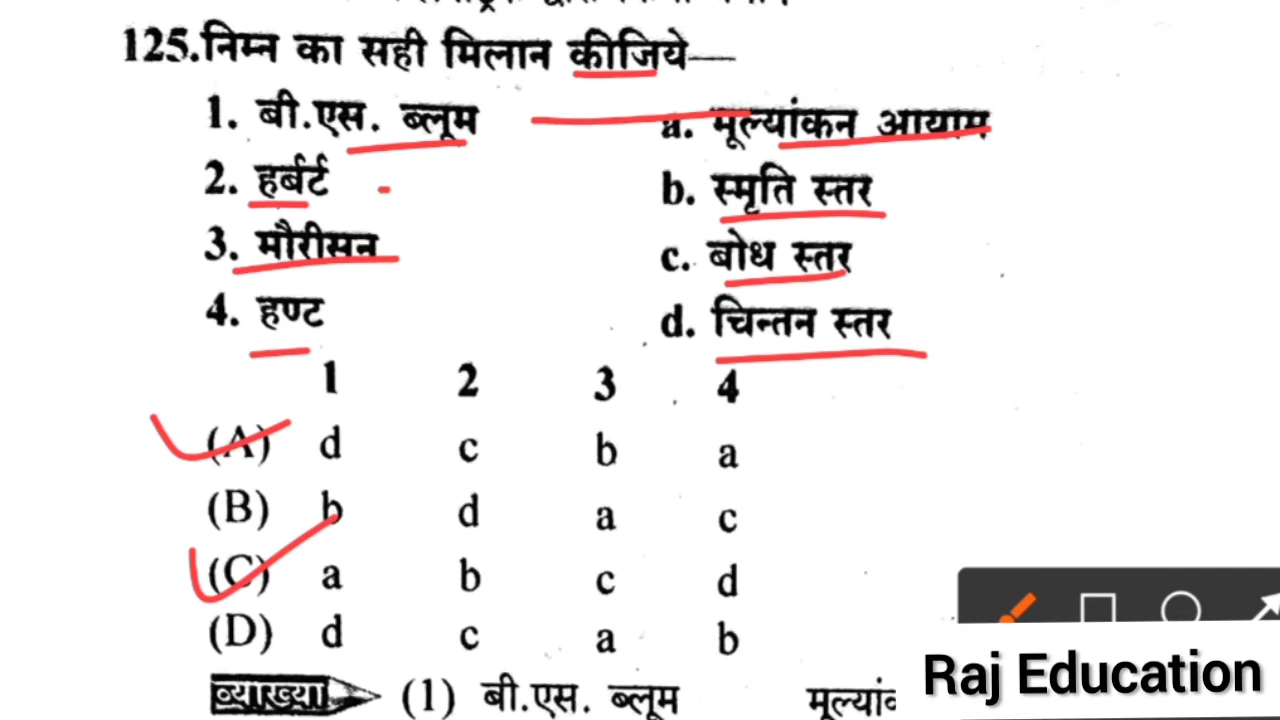 125.निम्न का सही मिलान कीजिये—
1. बी.एस. ब्लूम a. मूल्यांकन आयाम
2. हर्बर्ट b. स्मृति स्तर
3. मौरीसन c. बोध स्तर
4. हण्ट d. चिन्तन स्तर
1 2 3 4
(A) d c b a
(B) b d a c
(C) a b c d
(D) d c a b
व्याख्या (1) बी.एस. ब्लूम
Raj Education